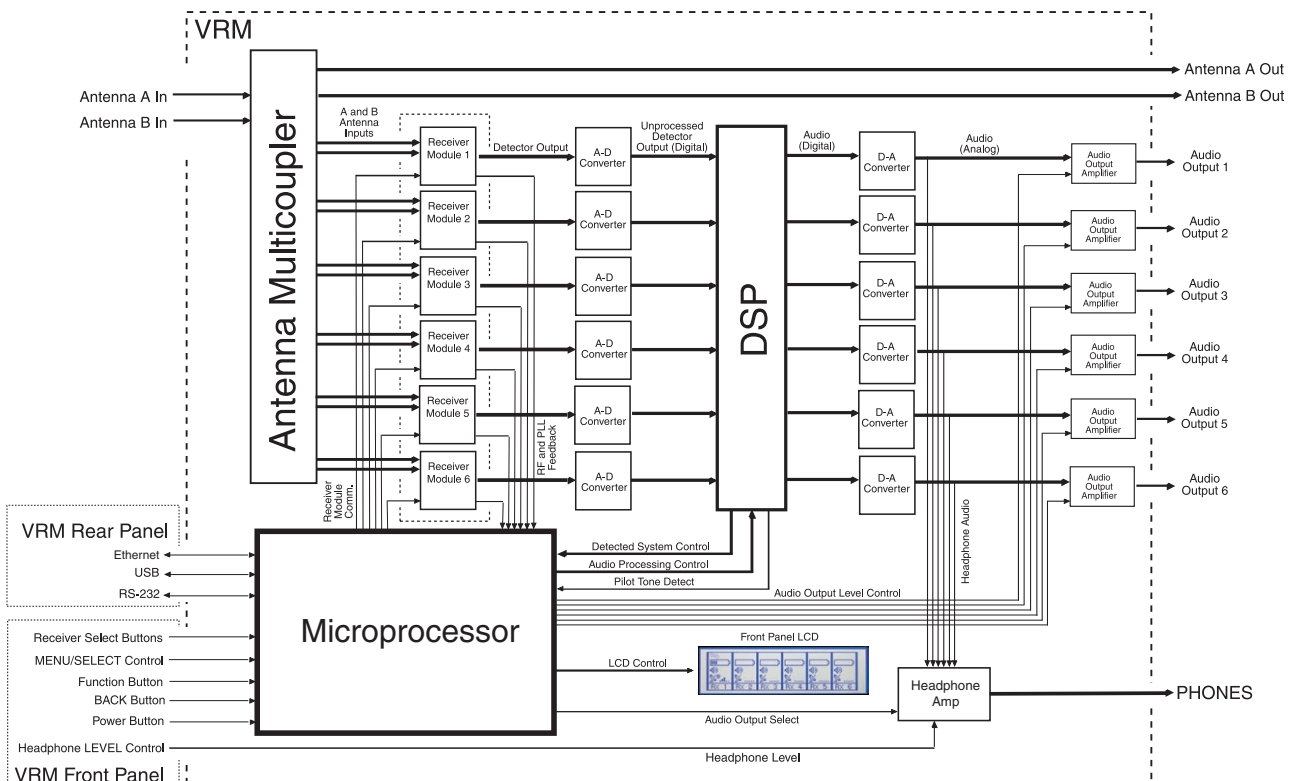 VRM
Antenna A In
Antenna B In
Antenna Multicoupler
Antenna A Out
Antenna B Out
A and B
Antenna
Inputs
Receiver
Module 1
Detector Output
A-D
Converter
Unprocessed
Detector
Output (Digital)
DSP
Audio
(Digital)
D-A
Converter
Audio
(Analog)
Audio
Output
Amplifier
Audio
Output 1
Receiver
Module 2
A-D
Converter
D-A
Converter
Audio
Output
Amplifier
Audio
Output 2
Receiver
Module 3
A-D
Converter
D-A
Converter
Audio
Output
Amplifier
Audio
Output 3
Receiver
Module 4
A-D
Converter
D-A
Converter
Audio
Output
Amplifier
Audio
Output 4
Receiver
Module 5
A-D
Converter
D-A
Converter
Audio
Output
Amplifier
Audio
Output 5
Receiver
Module 6
A-D
Converter
D-A
Converter
Audio
Output
Amplifier
Audio
Output 6
Receiver
Module
Comm.
RF and PLL
Feedback
Headphone Audio
VRM Rear Panel
Ethernet
USB
RS-232
Detected System Control
Audio Processing Control
Pilot Tone Detect
Audio Output Level Control
Microprocessor
Receiver Select Buttons
MENU/SELECT Control
Function Button
BACK Button
Power Button
Headphone LEVEL Control
VRM Front Panel
LCD Control
Front Panel LCD
Headphone
Amp
PHONES
Audio Output Select
Headphone Level